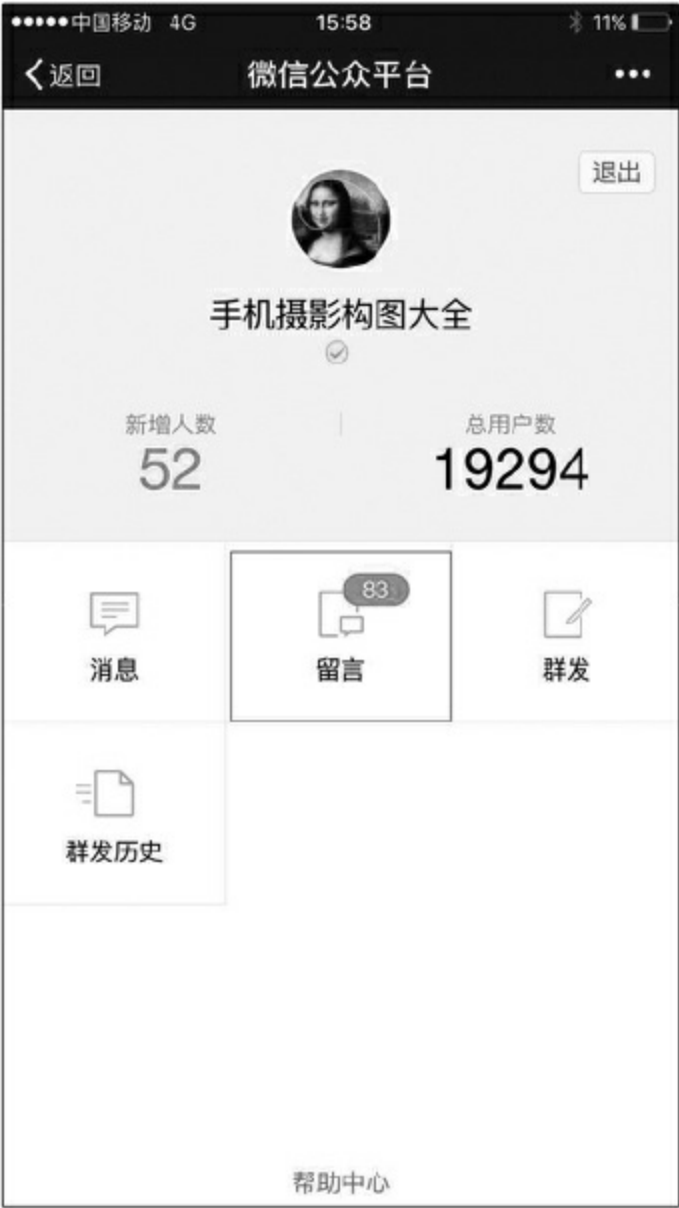 中国移动 4G 15:58 11%
返回 微信公众平台
退出
手机摄影构图大全
新增人数 总用户数
52 19294
83
消息 留言 群发
群发历史
帮助中心